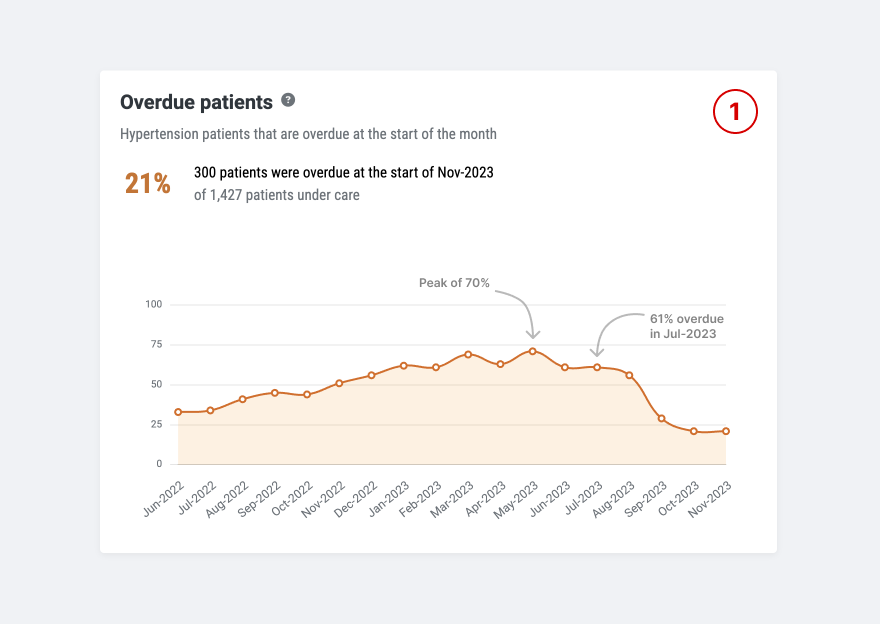 Overdue patients ?
1
Hypertension patients that are overdue at the start of the month
21%
300 patients were overdue at the start of Nov-2023
of 1,427 patients under care
Peak of 70%
61% overdue
in Jul-2023
100
75
50
25
0
Jun-2022
Jul-2022
Aug-2022
Sep-2022
Oct-2022
Nov-2022
Dec-2022
Jan-2023
Feb-2023
Mar-2023
Apr-2023
May-2023
Jun-2023
Jul-2023
Aug-2023
Sep-2023
Oct-2023
Nov-2023